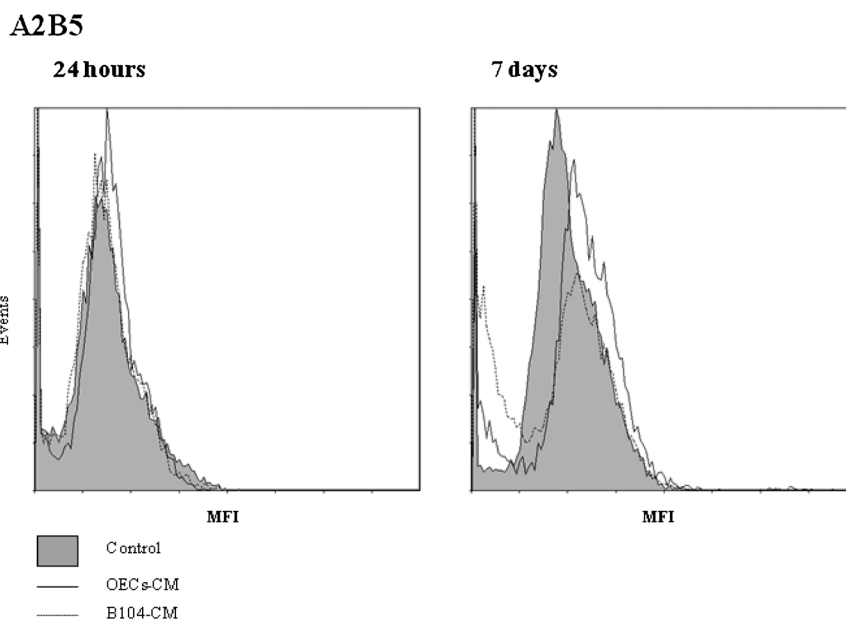 A2B5
24 hours
7 days
Events
MFI
MFI
Control
OECs-CM
B104-CM